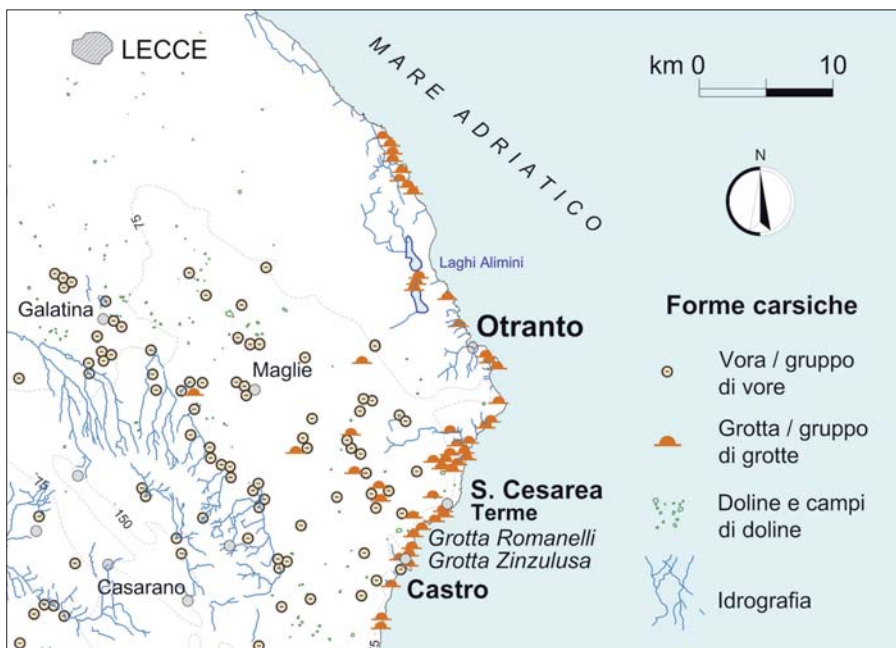 LECCE
MARE ADRIATICO
km 0 10
N
75
Laghi Alimini
Galatina
Otranto
Maglie
Forme carsiche
Vora / gruppo
di vore
Grotta / gruppo
di grotte
75
150
S. Cesarea
Terme
Grotta Romanelli
Grotta Zinzulusa
Doline e campi
di doline
Casarano
Castro
Idrografia